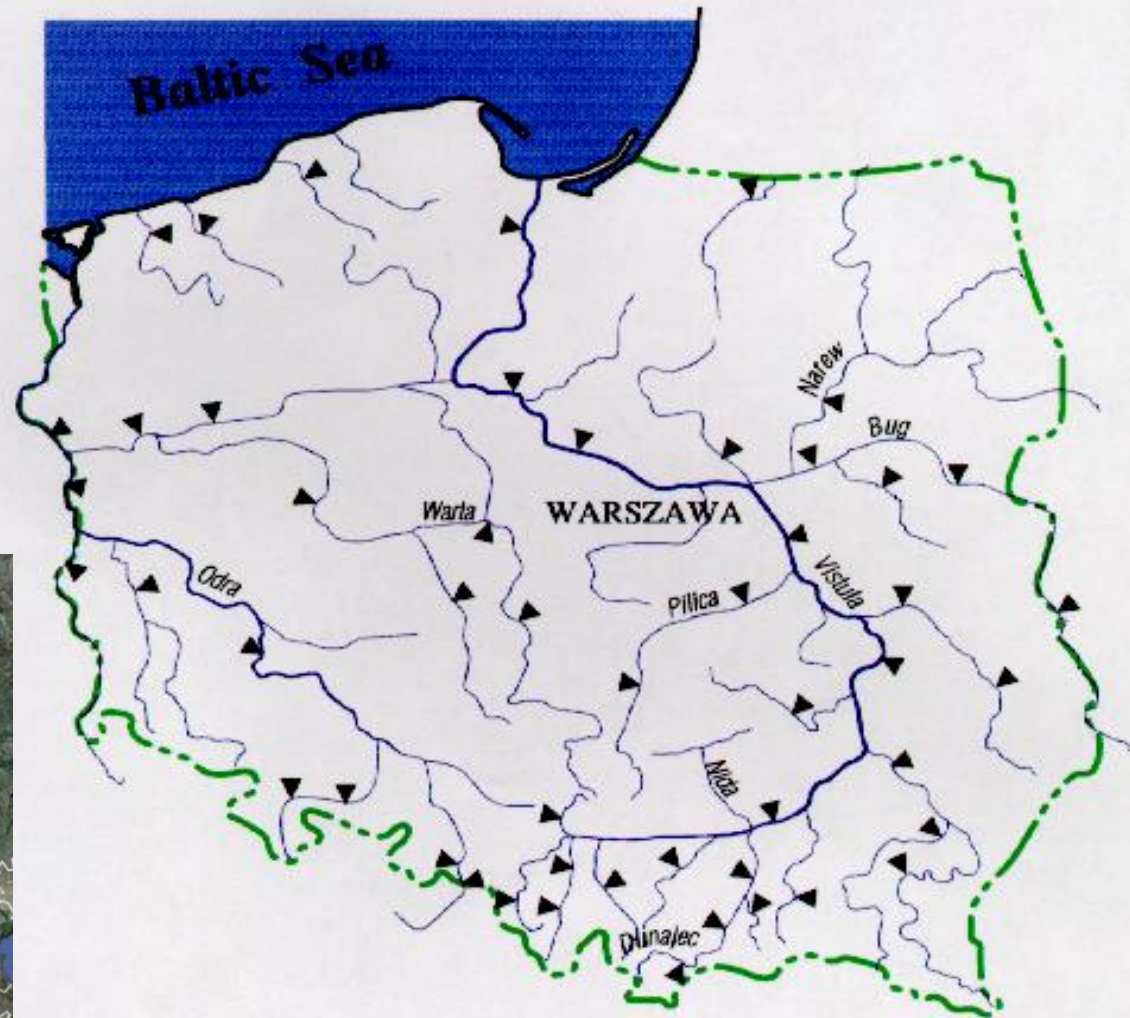 Baltic Sea
Narew
Bug
Warta
WARSZAWA
Odra
Vistula
Pilica
Nida
Dunajec